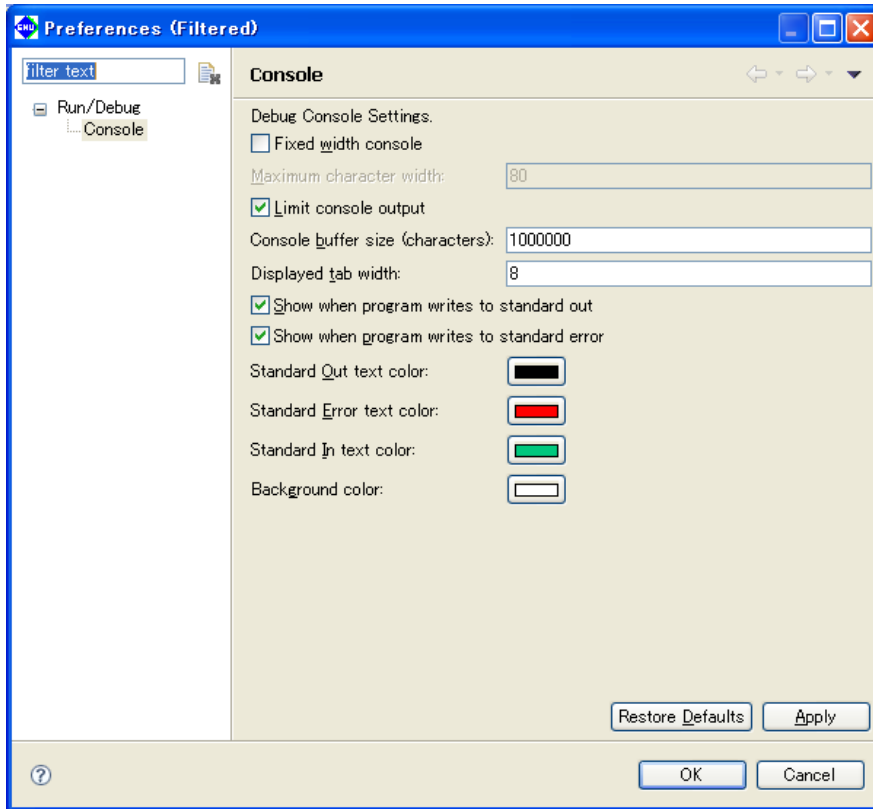 GNU Preferences (Filtered)
filter text
Run/Debug
Console
Console
Debug Console Settings.
Fixed width console
Maximum character width: 80
Limit console output
Console buffer size (characters): 1000000
Displayed tab width: 8
Show when program writes to standard out
Show when program writes to standard error
Standard Out text color:
Standard Error text color:
Standard In text color:
Background color:
Restore Defaults Apply
? OK Cancel